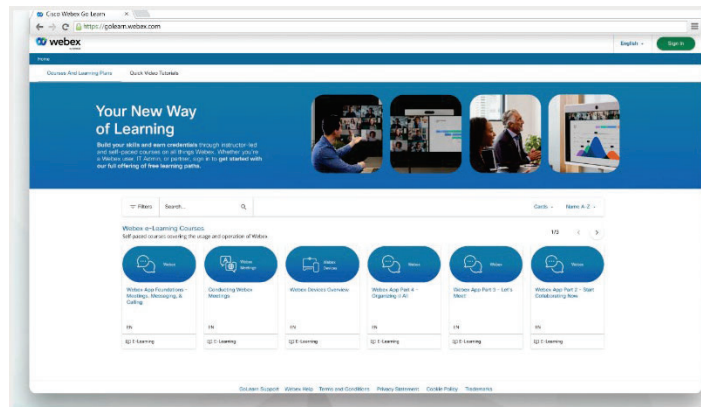 Cisco Webex Go Learn
https://golearn.webex.com
webex
English
Sign in
Home
Courses And Learning Plans
Quick Video Tutorials
Your New Way
of Learning
Build your skills and earn credentials through instructor-led
and self-paced courses on all things Webex. Whether you're
a Webex user, IT Admin, or partner, sign in to get started with
our full offering of free learning paths.
Filters
Search...
Cards
Name A-Z
Webex e-Learning Courses
Self-paced courses covering the usage and operation of Webex
1/3
Webex
Webex Meetings
Webex Devices
Webex
Webex
Webex
Webex App Foundations -
Meetings, Messaging, &
Calling
Conducting Webex
Meetings
Webex Devices Overview
Webex App Part 4 -
Organizing it All
Webex App Part 3 - Let's
Meet!
Webex App Part 2 - Start
Collaborating Now
EN
EN
EN
EN
EN
EN
E-Learning
E-Learning
E-Learning
E-Learning
E-Learning
E-Learning
GoLearn Support
Webex Help
Terms and Conditions
Privacy Statement
Cookie Policy
Trademarks